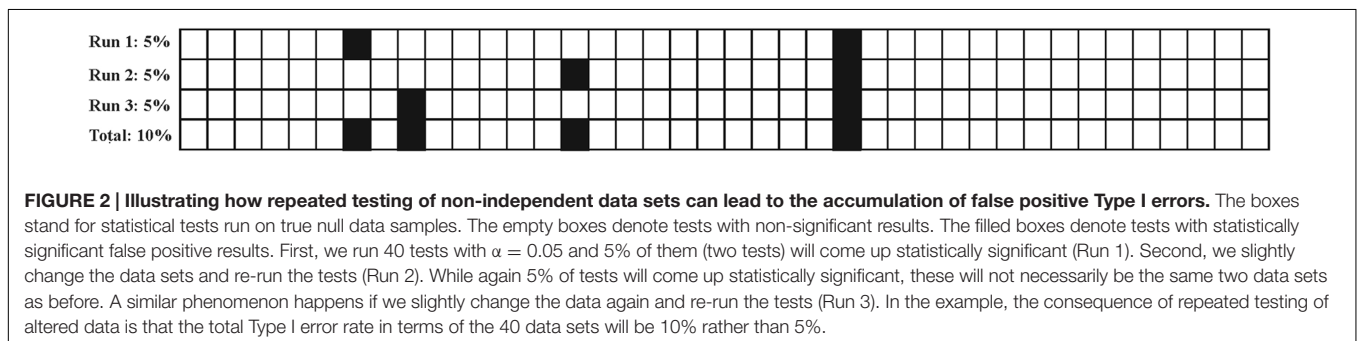 Run 1: 5%
Run 2: 5%
Run 3: 5%
Total: 10%
FIGURE 2 | Illustrating how repeated testing of non-independent data sets can lead to the accumulation of false positive Type I errors. The boxes
stand for statistical tests run on true null data samples. The empty boxes denote tests with non-significant results. The filled boxes denote tests with statistically
significant false positive results. First, we run 40 tests with α = 0.05 and 5% of them (two tests) will come up statistically significant (Run 1). Second, we slightly
change the data sets and re-run the tests (Run 2). While again 5% of tests will come up statistically significant, these will not necessarily be the same two data sets
as before. A similar phenomenon happens if we slightly change the data again and re-run the tests (Run 3). In the example, the consequence of repeated testing of
altered data is that the total Type I error rate in terms of the 40 data sets will be 10% rather than 5%.